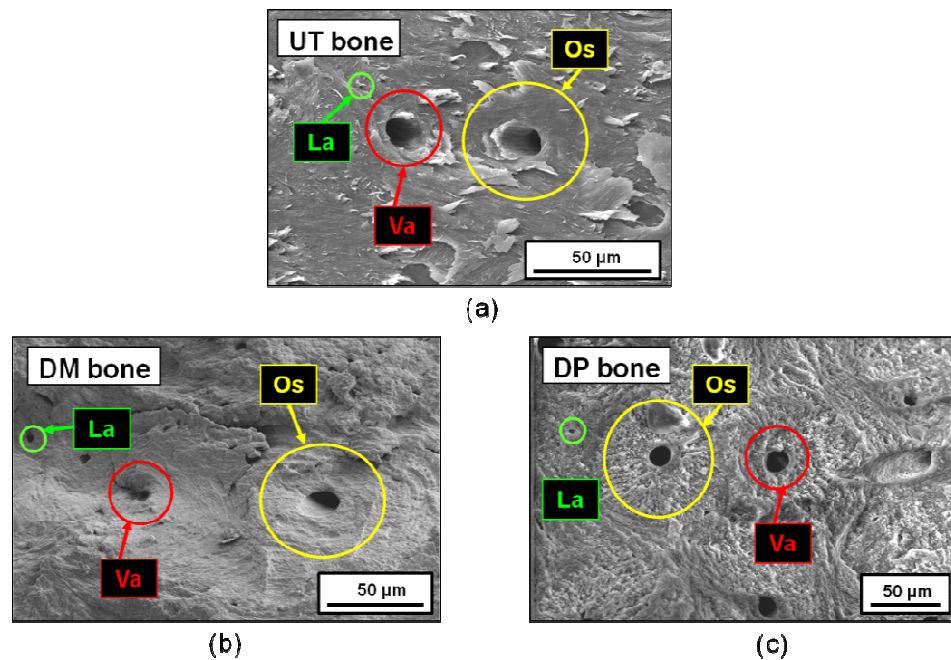 UT bone
Os
La
Va
50 µm
(a)
DM bone
Os
La
Va
50 µm
(b)
DP bone
Os
La
Va
50 µm
(c)